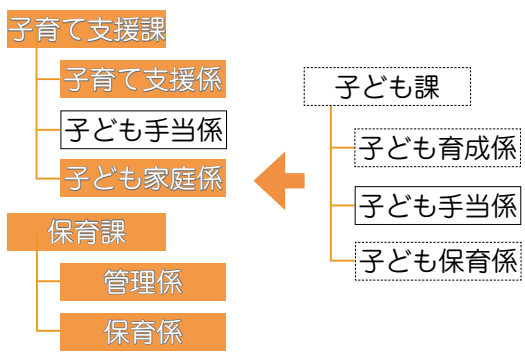 子育て支援課
子育て支援係
子ども手当係
子ども家庭係
保育課
管理係
保育係
子ども課
子ども育成係
子ども手当係
子ども保育係